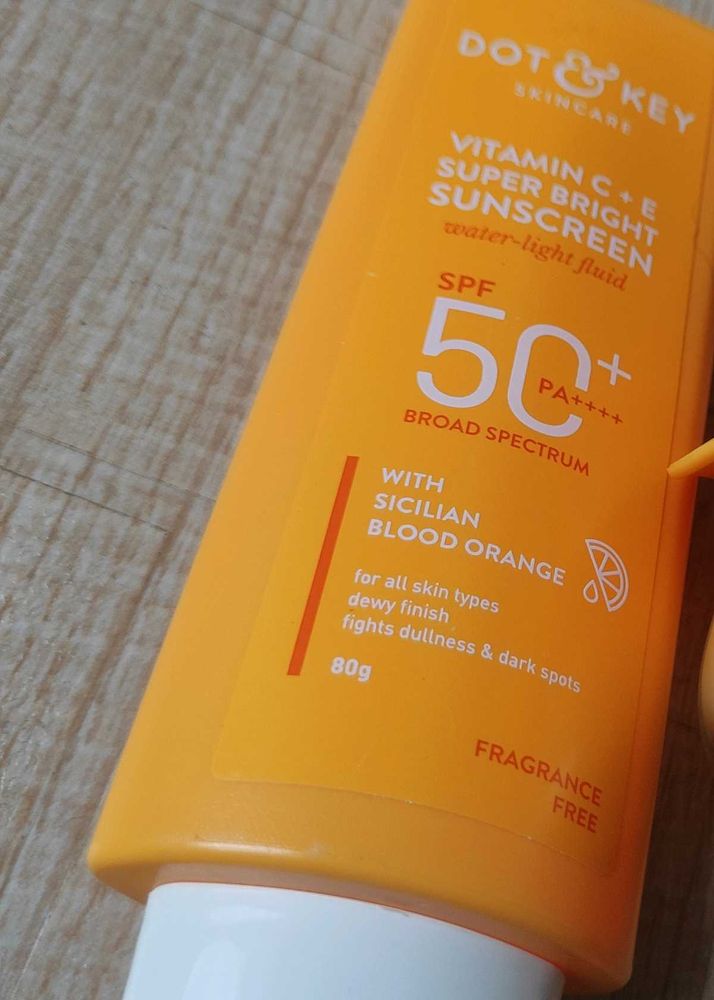 DOT & KEY
SKINCARE
VITAMIN C + E
SUPER BRIGHT
SUNSCREEN
water-light fluid
SPF
50+
PA++++
BROAD SPECTRUM
WITH
SICILIAN
BLOOD ORANGE
for all skin types
dewy finish
fights dullness & dark spots
80g
FRAGRANCE
FREE